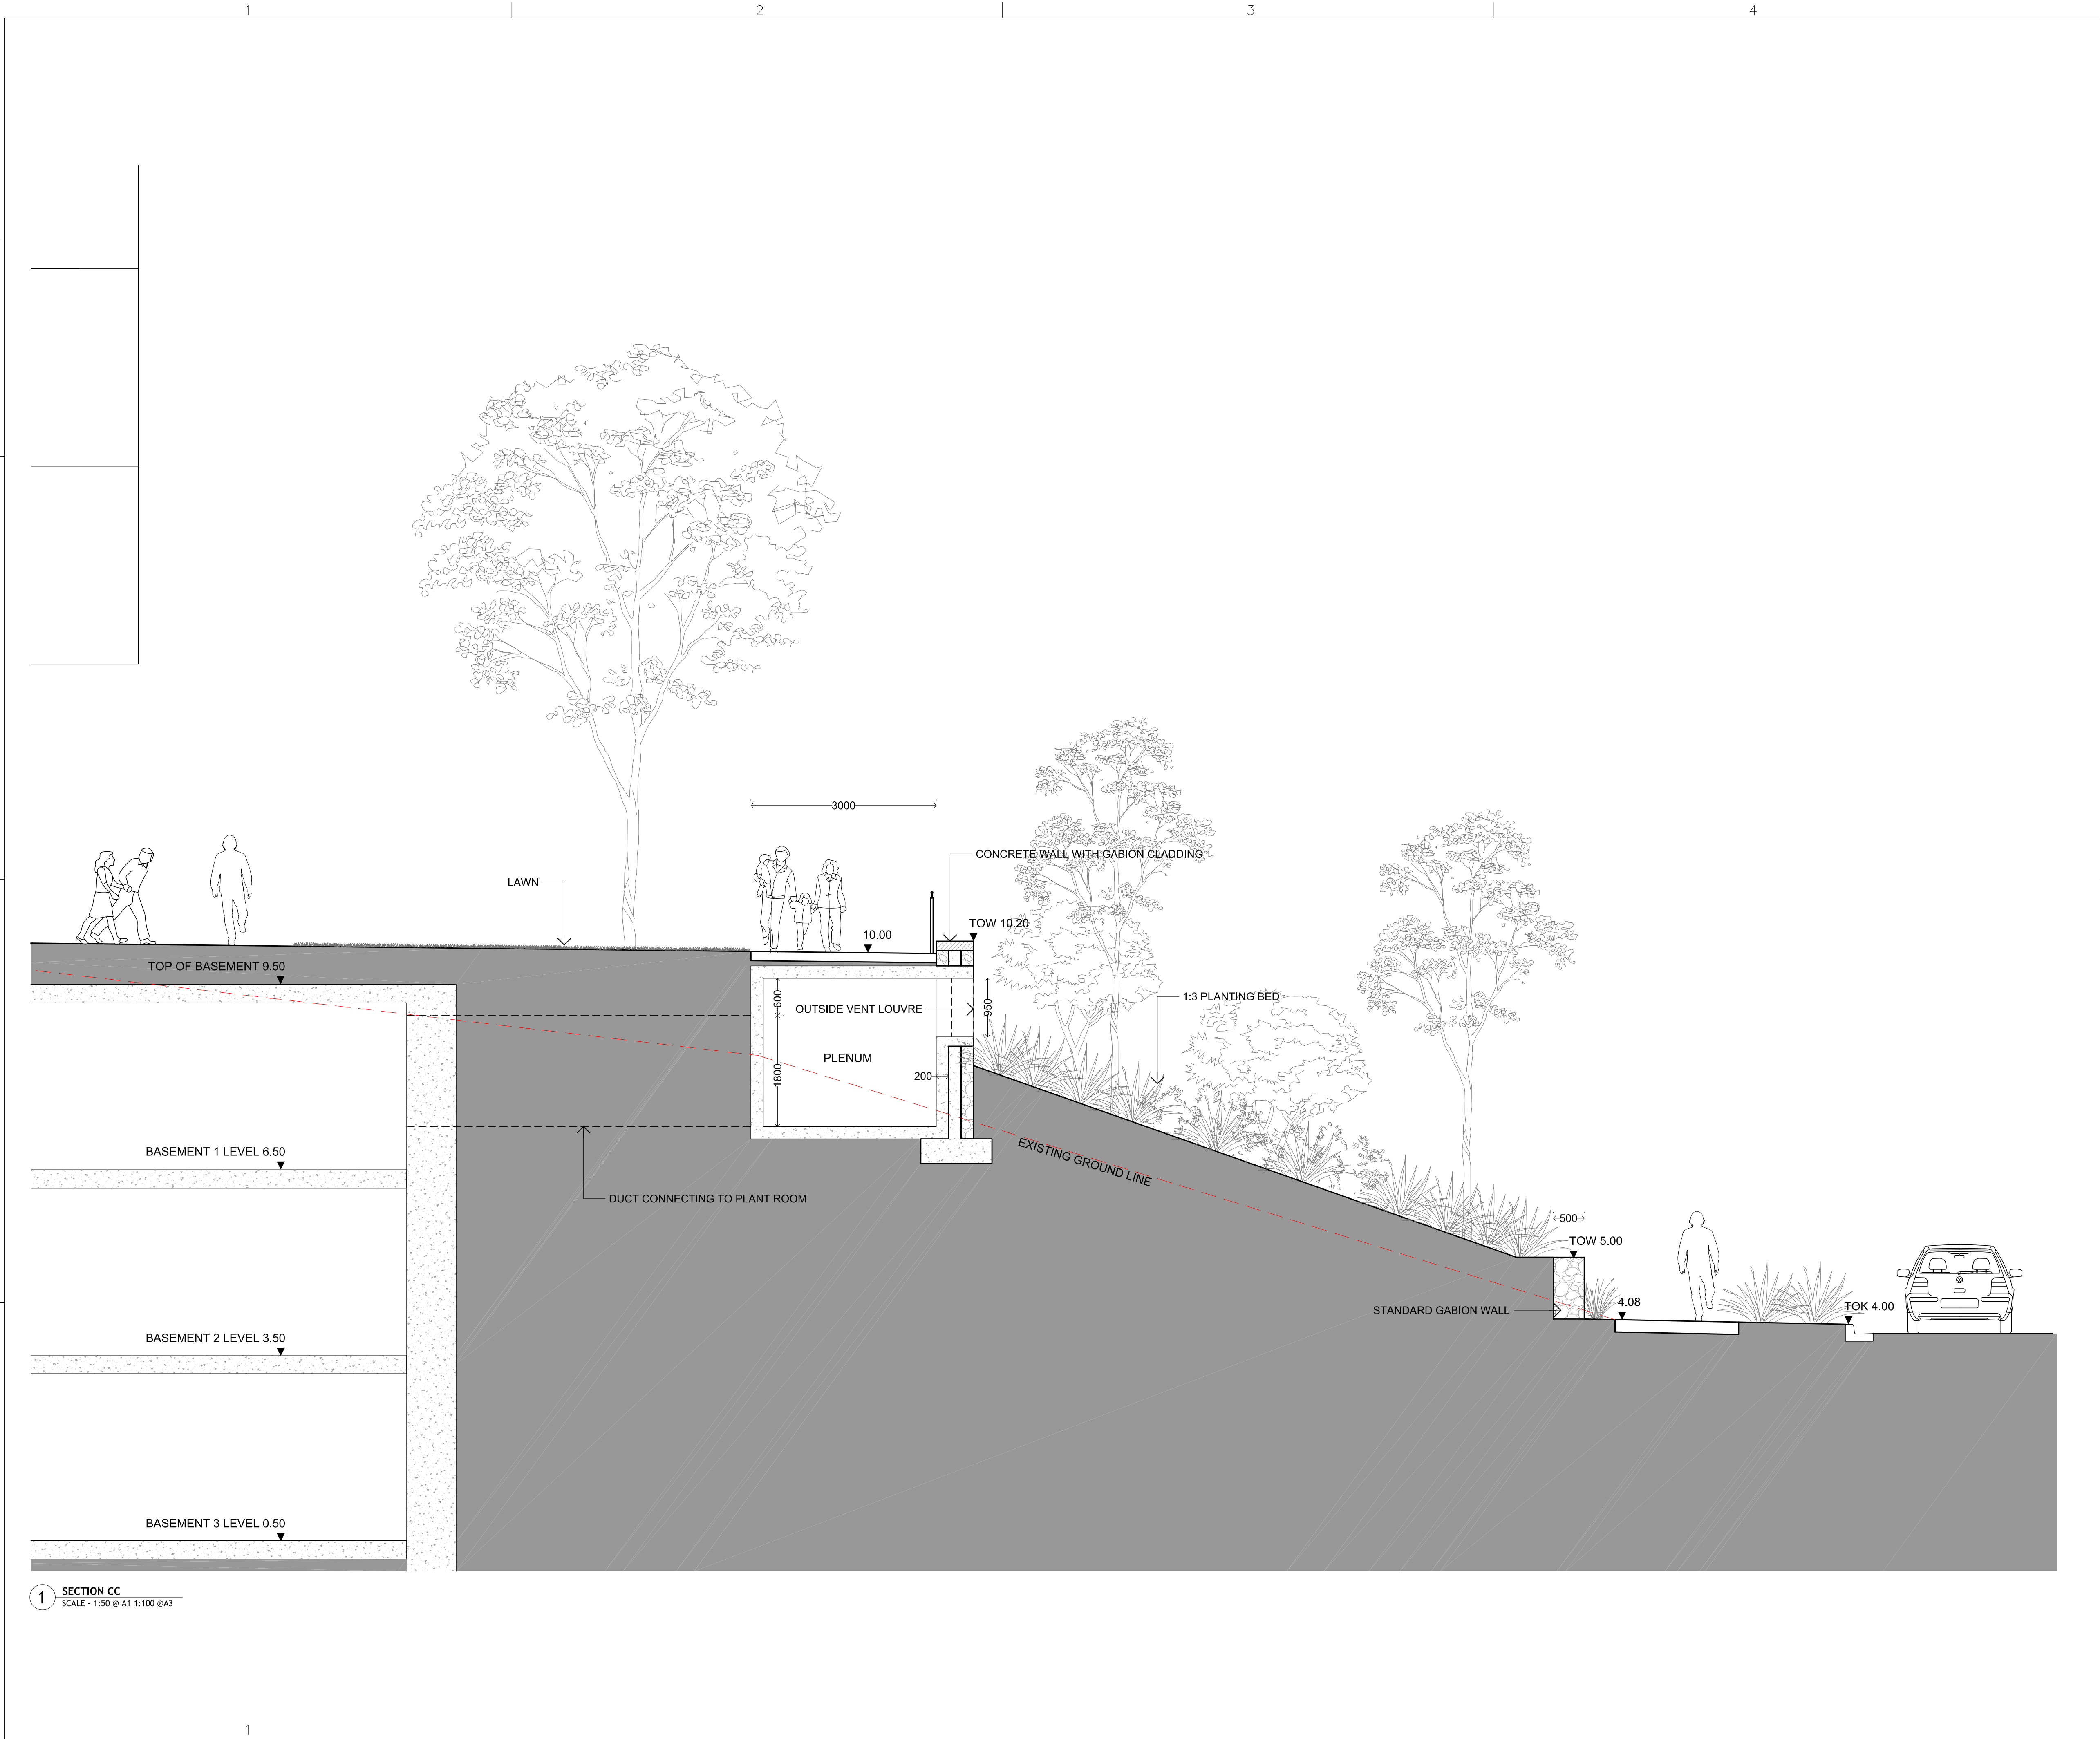 1
2
3
4
3000
CONCRETE WALL WITH GABION CLADDING
LAWN
TOW 10.20
10.00
TOP OF BASEMENT 9.50
600
OUTSIDE VENT LOUVRE
950
1:3 PLANTING BED
PLENUM
1800
200
BASEMENT 1 LEVEL 6.50
EXISTING GROUND LINE
DUCT CONNECTING TO PLANT ROOM
500
TOW 5.00
4.08
TOK 4.00
STANDARD GABION WALL
BASEMENT 2 LEVEL 3.50
BASEMENT 3 LEVEL 0.50
1
SECTION CC
SCALE - 1:50 @ A1 1:100 @A3
1